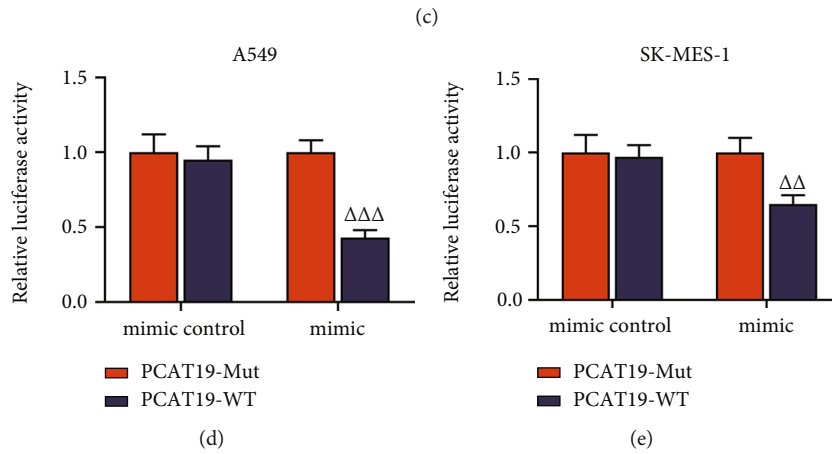 (c)
A549
Relative luciferase activity
1.5
1.0
0.5
0.0
ΔΔΔ
mimic control
mimic
PCAT19-Mut
PCAT19-WT
(d)
SK-MES-1
Relative luciferase activity
1.5
1.0
0.5
0.0
ΔΔ
mimic control
mimic
PCAT19-Mut
PCAT19-WT
(e)